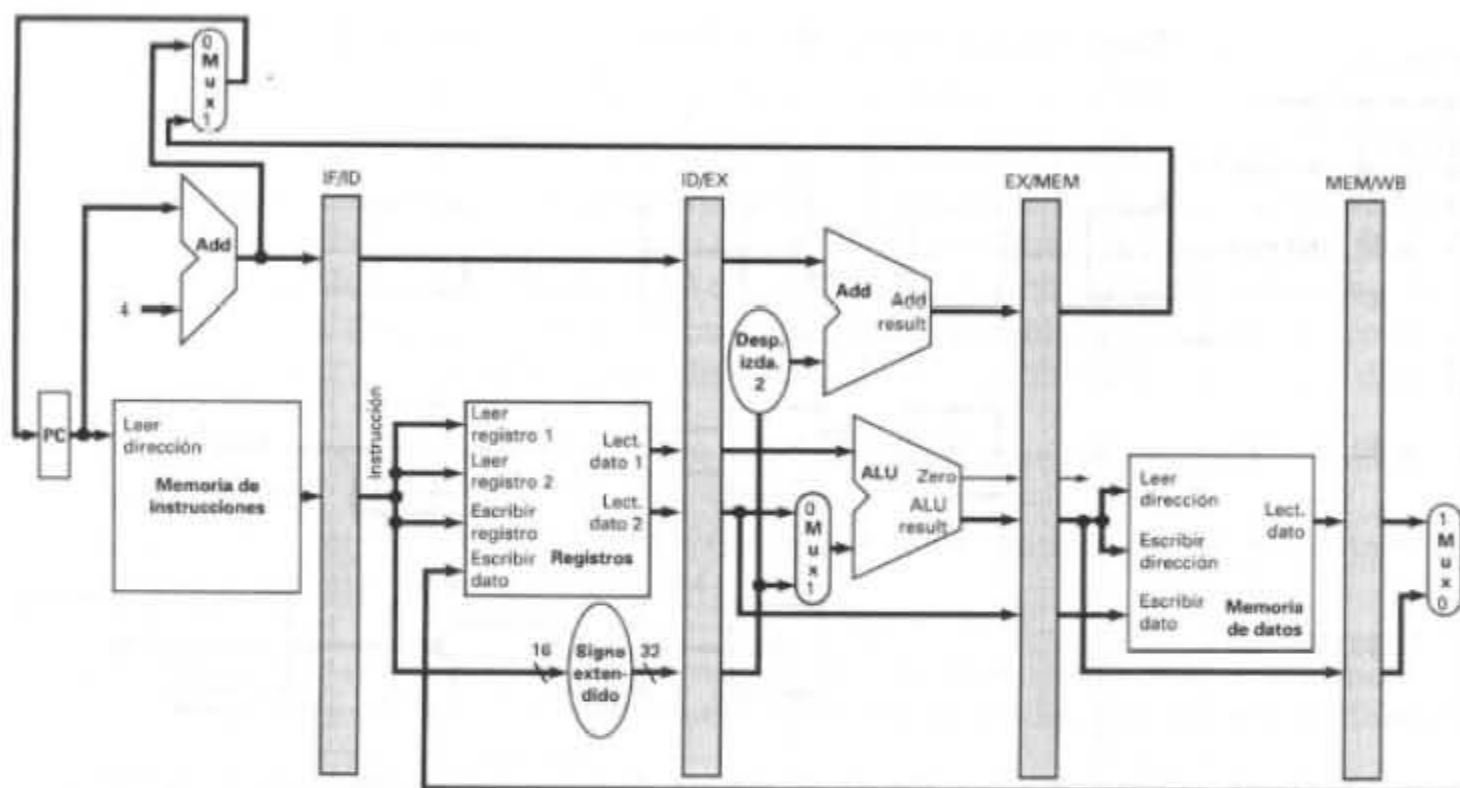 0
M
u
x
1
IF/ID
ID/EX
EX/MEM
MEM/WB
Add
4
Add
Add
result
Desp.
izda.
2
PC
Leer
dirección
Memoria de
instrucciones
Instrucción
Leer
registro 1
Leer
registro 2
Escribir
registro
Escribir
dato
Lect.
dato 1
Lect.
dato 2
Registros
0
M
u
x
1
ALU
Zero
ALU
result
Leer
dirección
Escribir
dirección
Escribir
dato
Lect.
dato
Memoria
de datos
1
M
u
x
0
16
Signo
exten-
dido
32